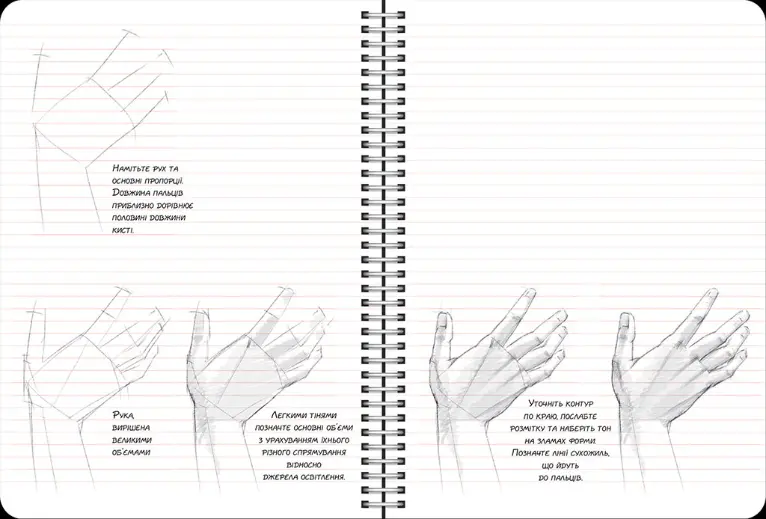 Намітьте рух та
основні пропорції.
Довжина пальців
приблизно дорівнює
половині довжини
кисті.
Рука,
вирішена
великими
об'ємами
Легкими тінями
позначте основні об'єми
з урахуванням їхнього
різного спрямування
відносно
джерела освітлення.
Уточніть контур
по краю, послабте
розмітку та наберіть тон
на зламах форми.
Позначте лінії сухожиль,
що йдуть
до пальців.